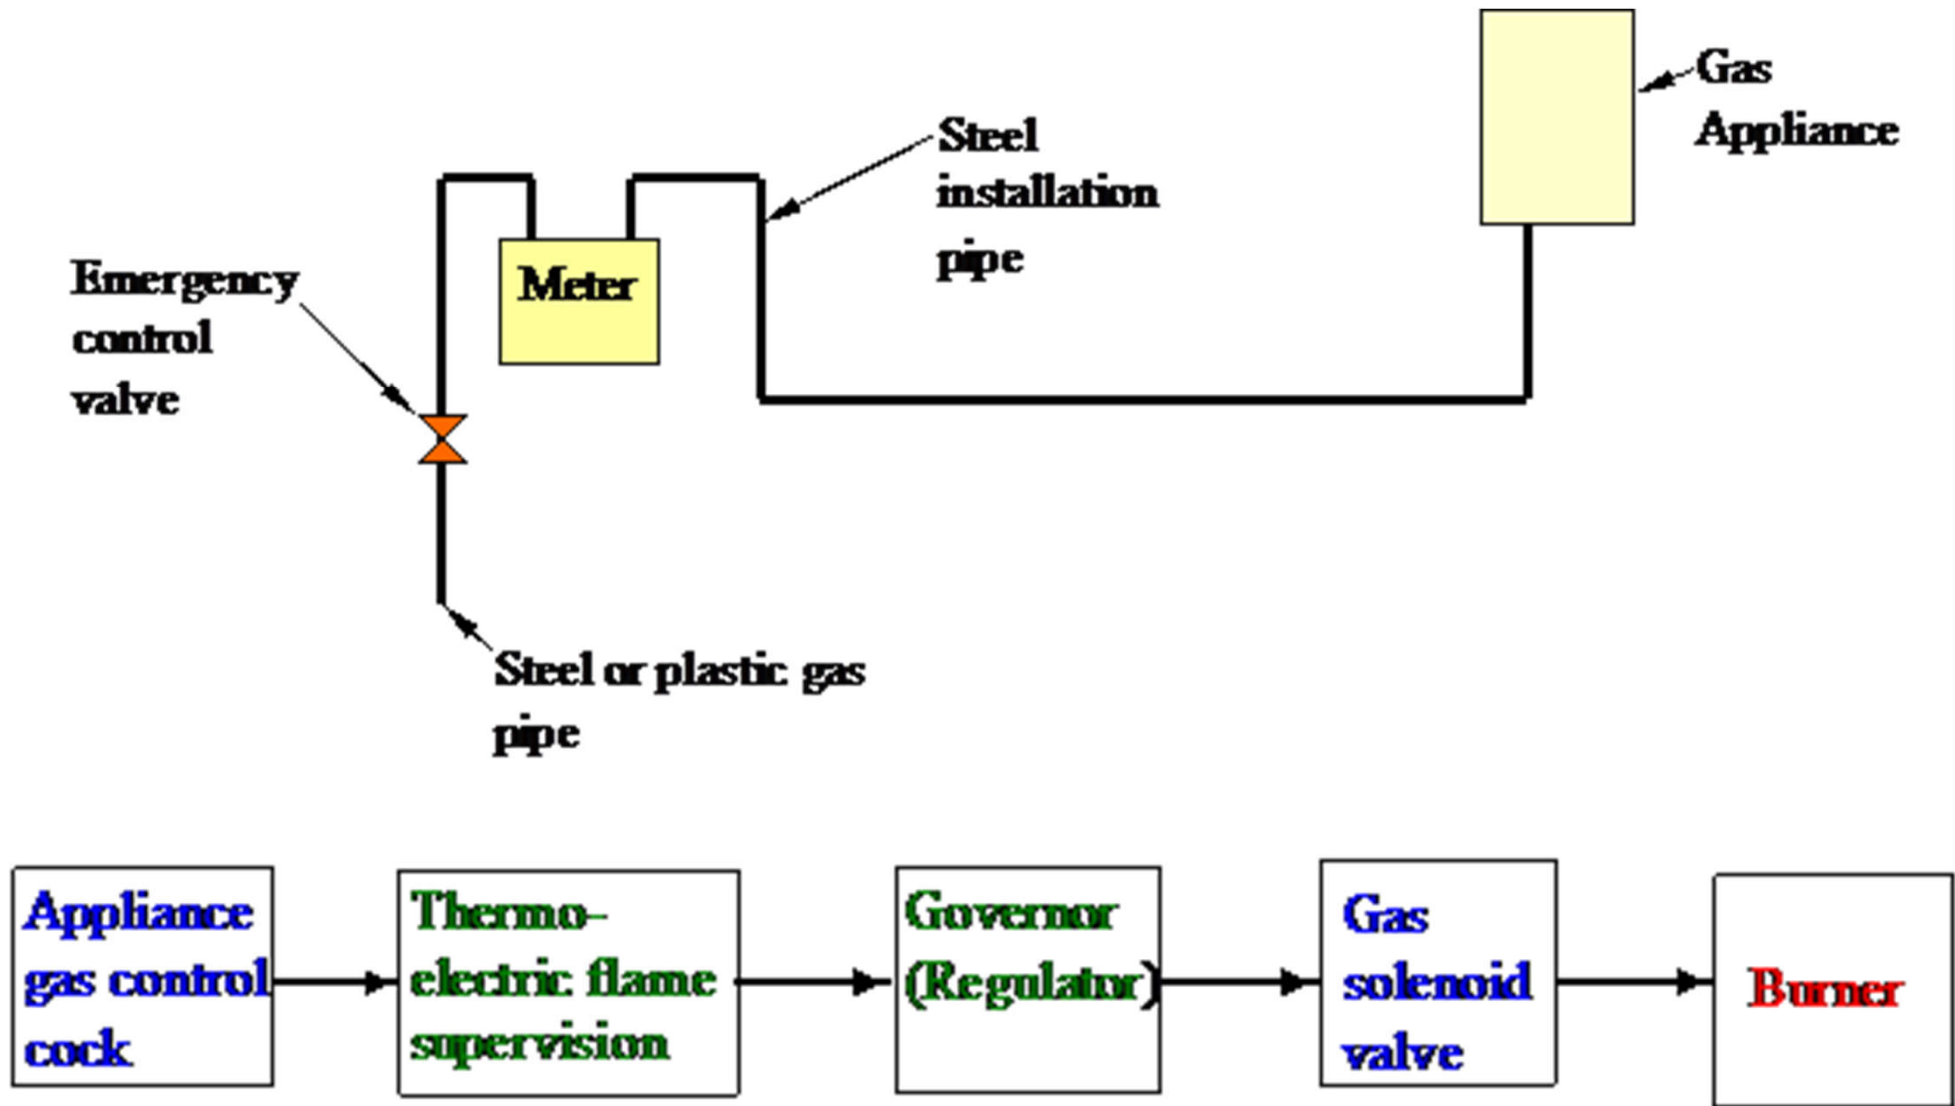 Gas
Appliance
Steel
installation
pipe
Emergency
control
valve
Meter
Steel or plastic gas
pipe
Appliance
gas control
cock
Thermo-
electric flame
supervision
Governor
(Regulator)
Gas
solenoid
valve
Burner